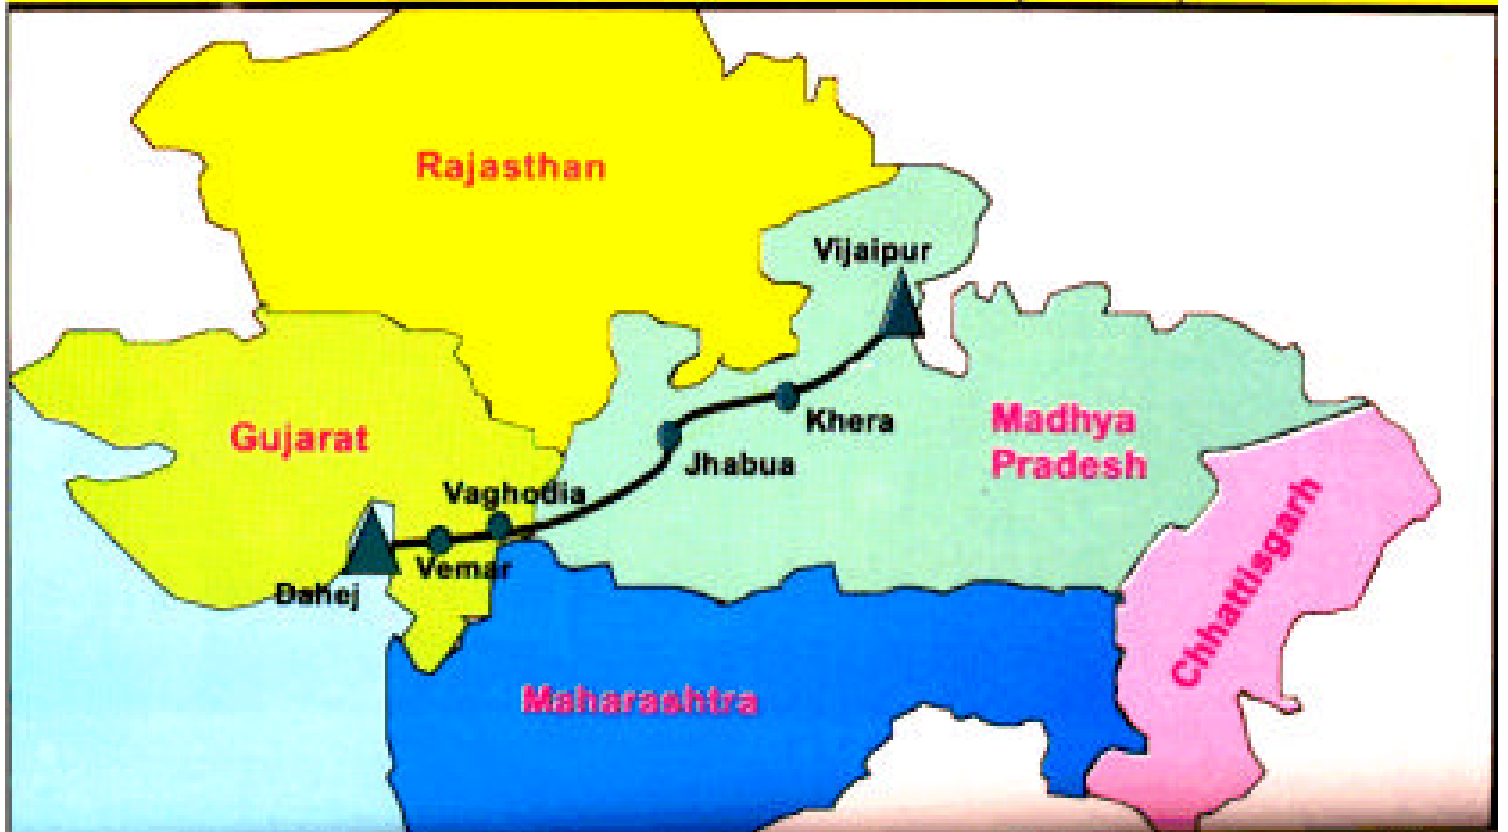 Rajasthan
Vijaipur
Khera
Madhya
Pradesh
Gujarat
Jhabua
Vaghodia
Vemar
Dahej
Chhattisgarh
Maharashtra